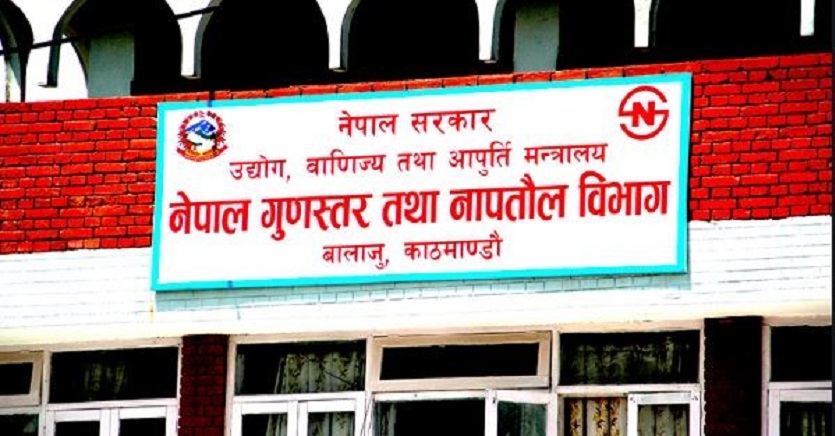 नेपाल सरकार
उद्योग, वाणिज्य तथा आपुर्ति मन्त्रालय
नेपाल गुणस्तर तथा नापतौल विभाग
बालाजु, काठमाण्डौ